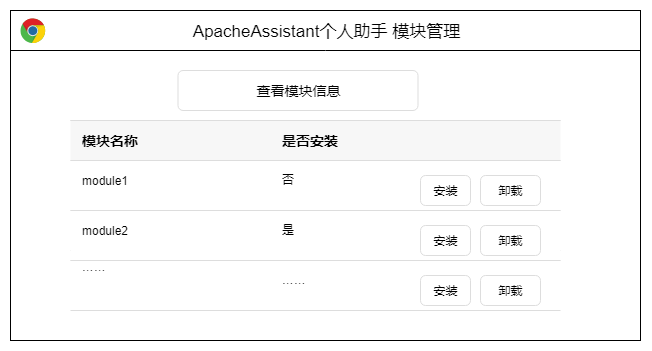 ApacheAssistant个人助手 模块管理
查看模块信息
模块名称 是否安装
module1 否 安装 卸载
module2 是 安装 卸载
…… …… 安装 卸载